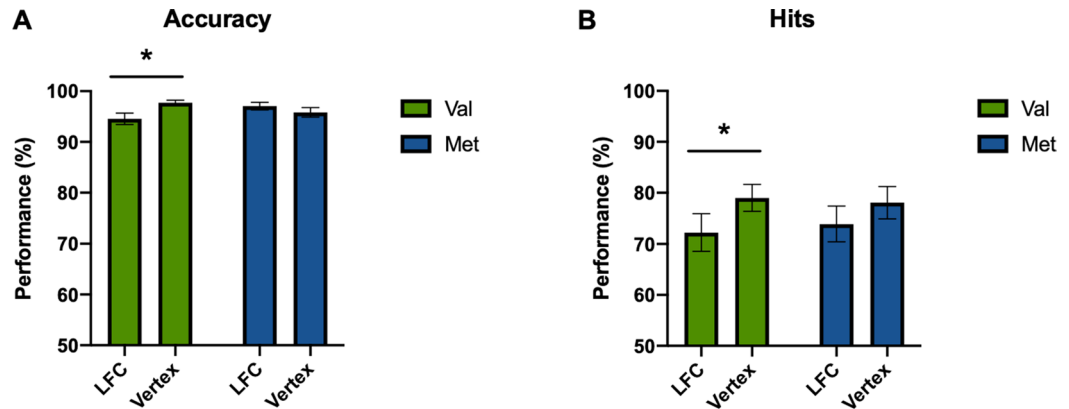 A
Accuracy
*
Performance (%)
100
90
80
70
60
50
LFC
Vertex
LFC
Vertex
Val
Met
B
Hits
*
Performance (%)
100
90
80
70
60
50
LFC
Vertex
LFC
Vertex
Val
Met